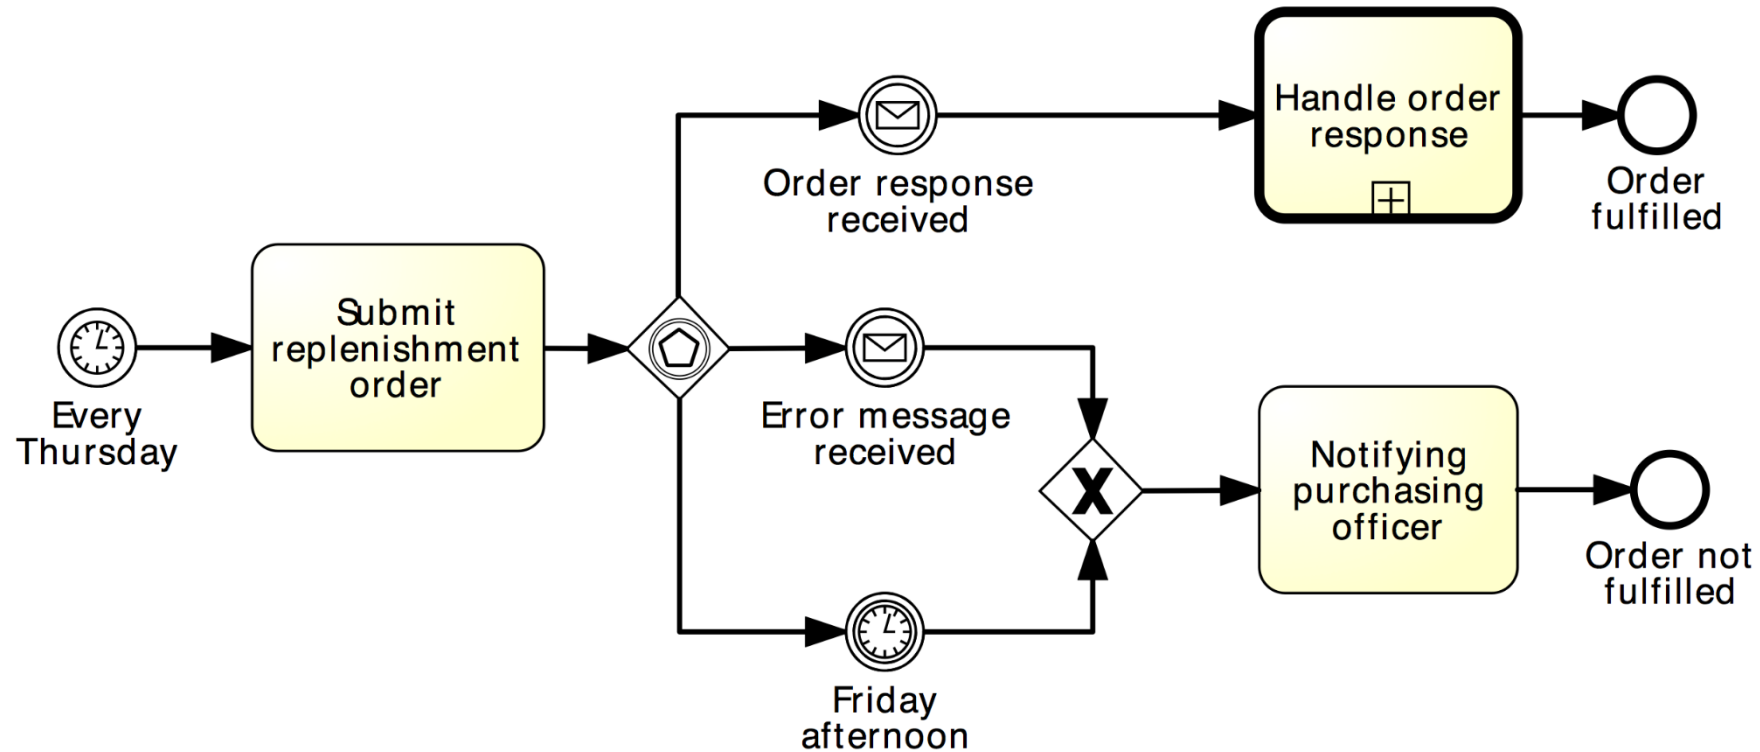 Every
Thursday
Submit
replenishment
order
Order response
received
Handle order
response
Order
fulfilled
Error message
received
Friday
afternoon
X
Notifying
purchasing
officer
Order not
fulfilled